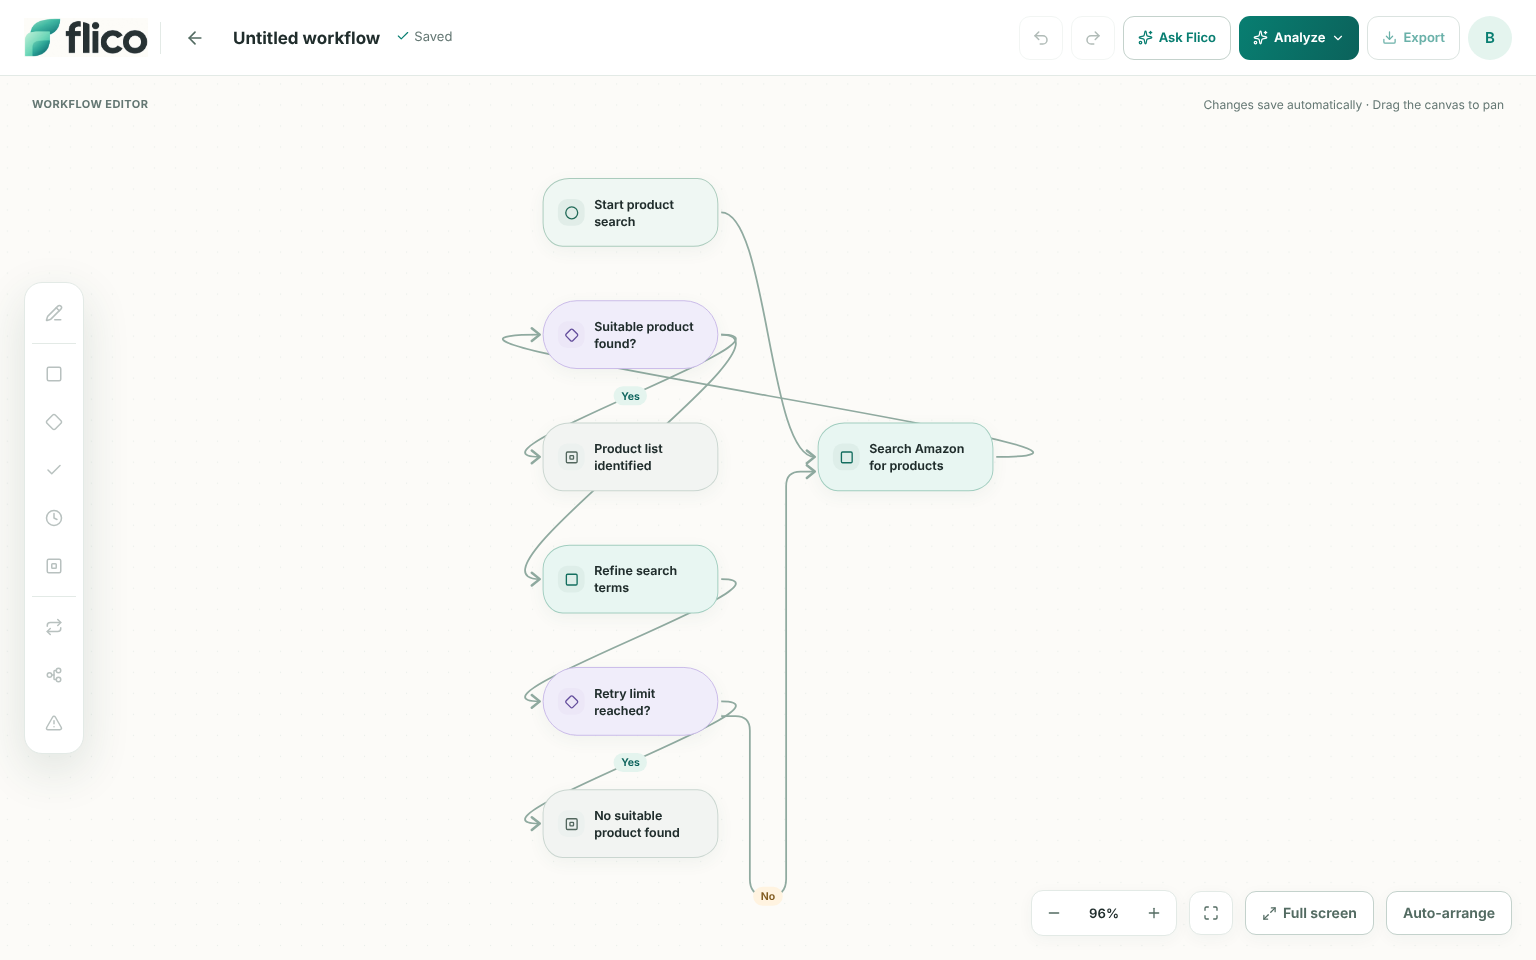 flico
Untitled workflow
Saved
Ask Flico
Analyze
Export
B
WORKFLOW EDITOR
Changes save automatically · Drag the canvas to pan
Start product
search
Suitable product
found?
Yes
Product list
identified
Search Amazon
for products
Refine search
terms
Retry limit
reached?
Yes
No suitable
product found
No
96%
Full screen
Auto-arrange